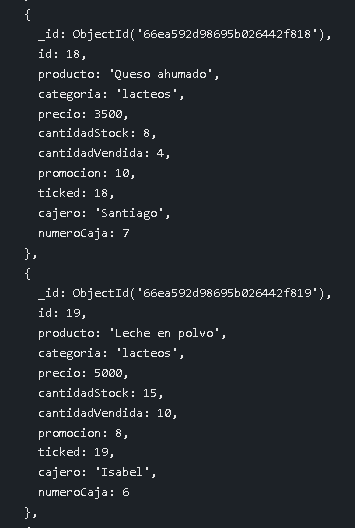 {
_id: ObjectId('66ea592d98695b026442f818'),
id: 18,
producto: 'Queso ahumado',
categoria: 'lacteos',
precio: 3500,
cantidadStock: 8,
cantidadVendida: 4,
promocion: 10,
ticked: 18,
cajero: 'Santiago',
numeroCaja: 7
},
{
_id: ObjectId('66ea592d98695b026442f819'),
id: 19,
producto: 'Leche en polvo',
categoria: 'lacteos',
precio: 5000,
cantidadStock: 15,
cantidadVendida: 10,
promocion: 8,
ticked: 19,
cajero: 'Isabel',
numeroCaja: 6
},